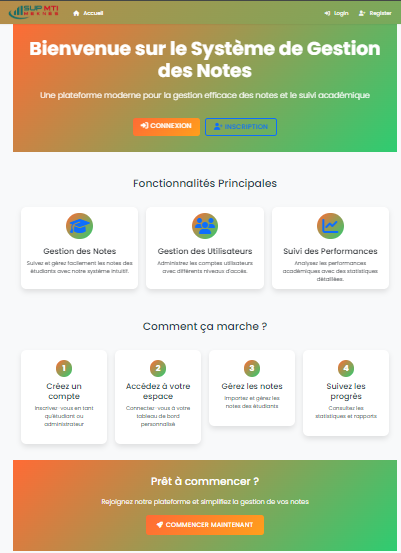 SUP MTI
MEKNES
Accueil
Login
Register
Bienvenue sur le Système de Gestion
des Notes
Une plateforme moderne pour la gestion efficace des notes et le suivi académique
CONNEXION
INSCRIPTION
Fonctionnalités Principales
Gestion des Notes
Suivez et gérez facilement les notes des
étudiants avec notre système intuitif.
Gestion des Utilisateurs
Administrez les comptes utilisateurs
avec différents niveaux d'accès.
Suivi des Performances
Analysez les performances
académiques avec des statistiques
détaillées.
Comment ça marche ?
1
Créez un
compte
Inscrivez-vous en tant
qu'étudiant ou
administrateur
2
Accédez à votre
espace
Connectez-vous à votre
tableau de bord
personnalisé
3
Gérez les notes
Importez et gérez les
notes des étudiants
4
Suivez les
progrès
Consultez les
statistiques et rapports
Prêt à commencer ?
Rejoignez notre plateforme et simplifiez la gestion de vos notes
COMMENCER MAINTENANT